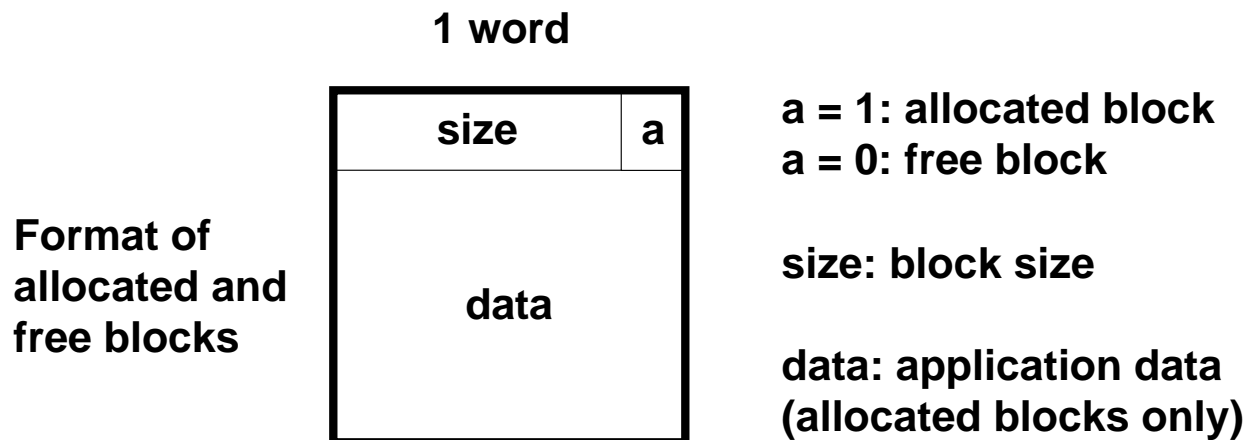 1 word
size a
data
Format of
allocated and
free blocks
a = 1: allocated block
a = 0: free block
size: block size
data: application data
(allocated blocks only)